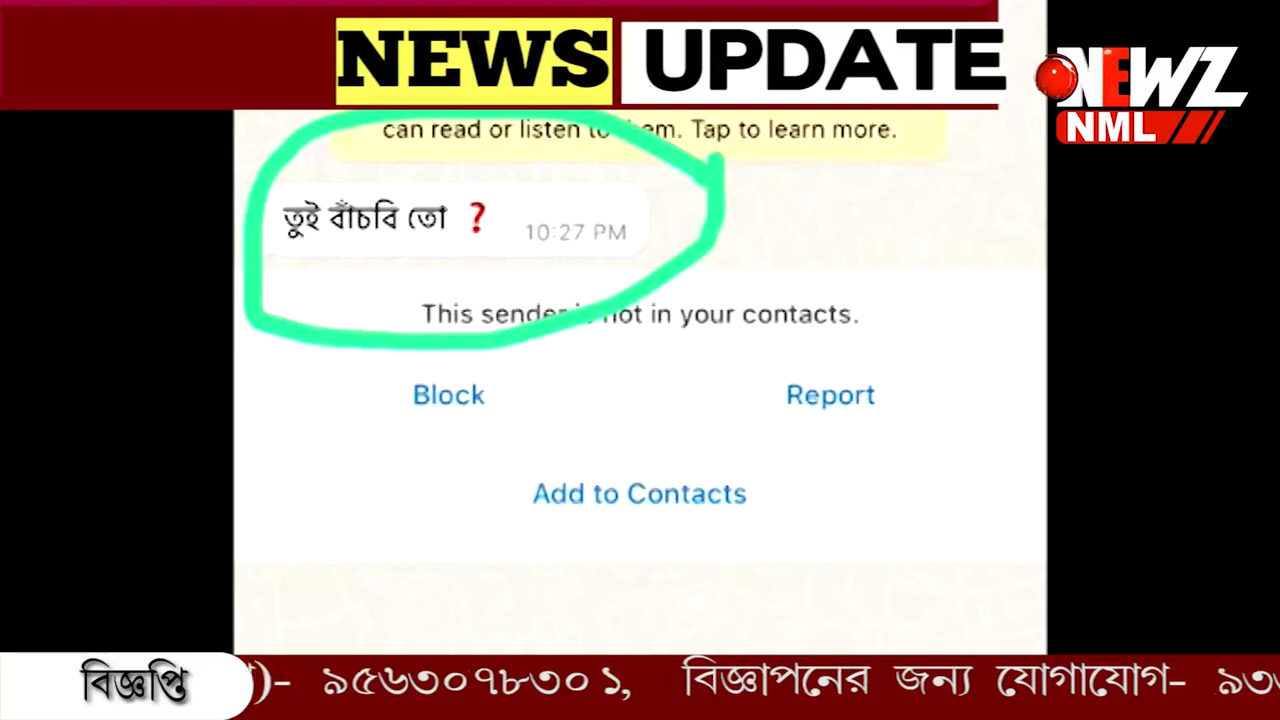 NEWS UPDATE
NEWZ
NML
can read or listen to them. Tap to learn more.
তুই বাঁচবি তো ❓
10:27 PM
This sender is not in your contacts.
Block
Report
Add to Contacts
বিজ্ঞপ্তি
)- ৯৫৬৩০৭৮৩০১, বিজ্ঞাপনের জন্য যোগাযোগ- ৯৩